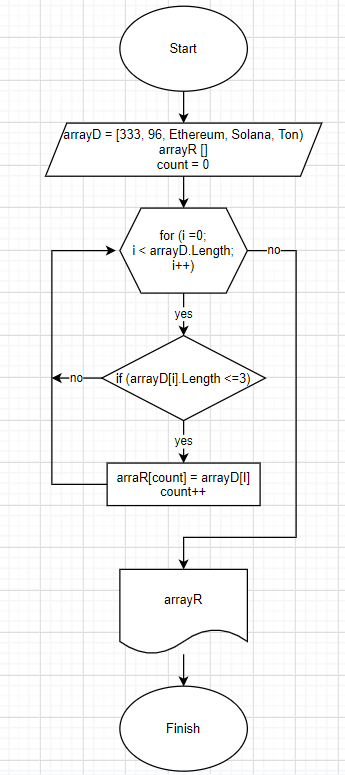 Start
arrayD = [333, 96, Ethereum, Solana, Ton)
arrayR []
count = 0
for (i =0;
i < arrayD.Length;
i++)
no
yes
if (arrayD[i].Length <=3)
no
yes
arraR[count] = arrayD[I]
count++
arrayR
Finish